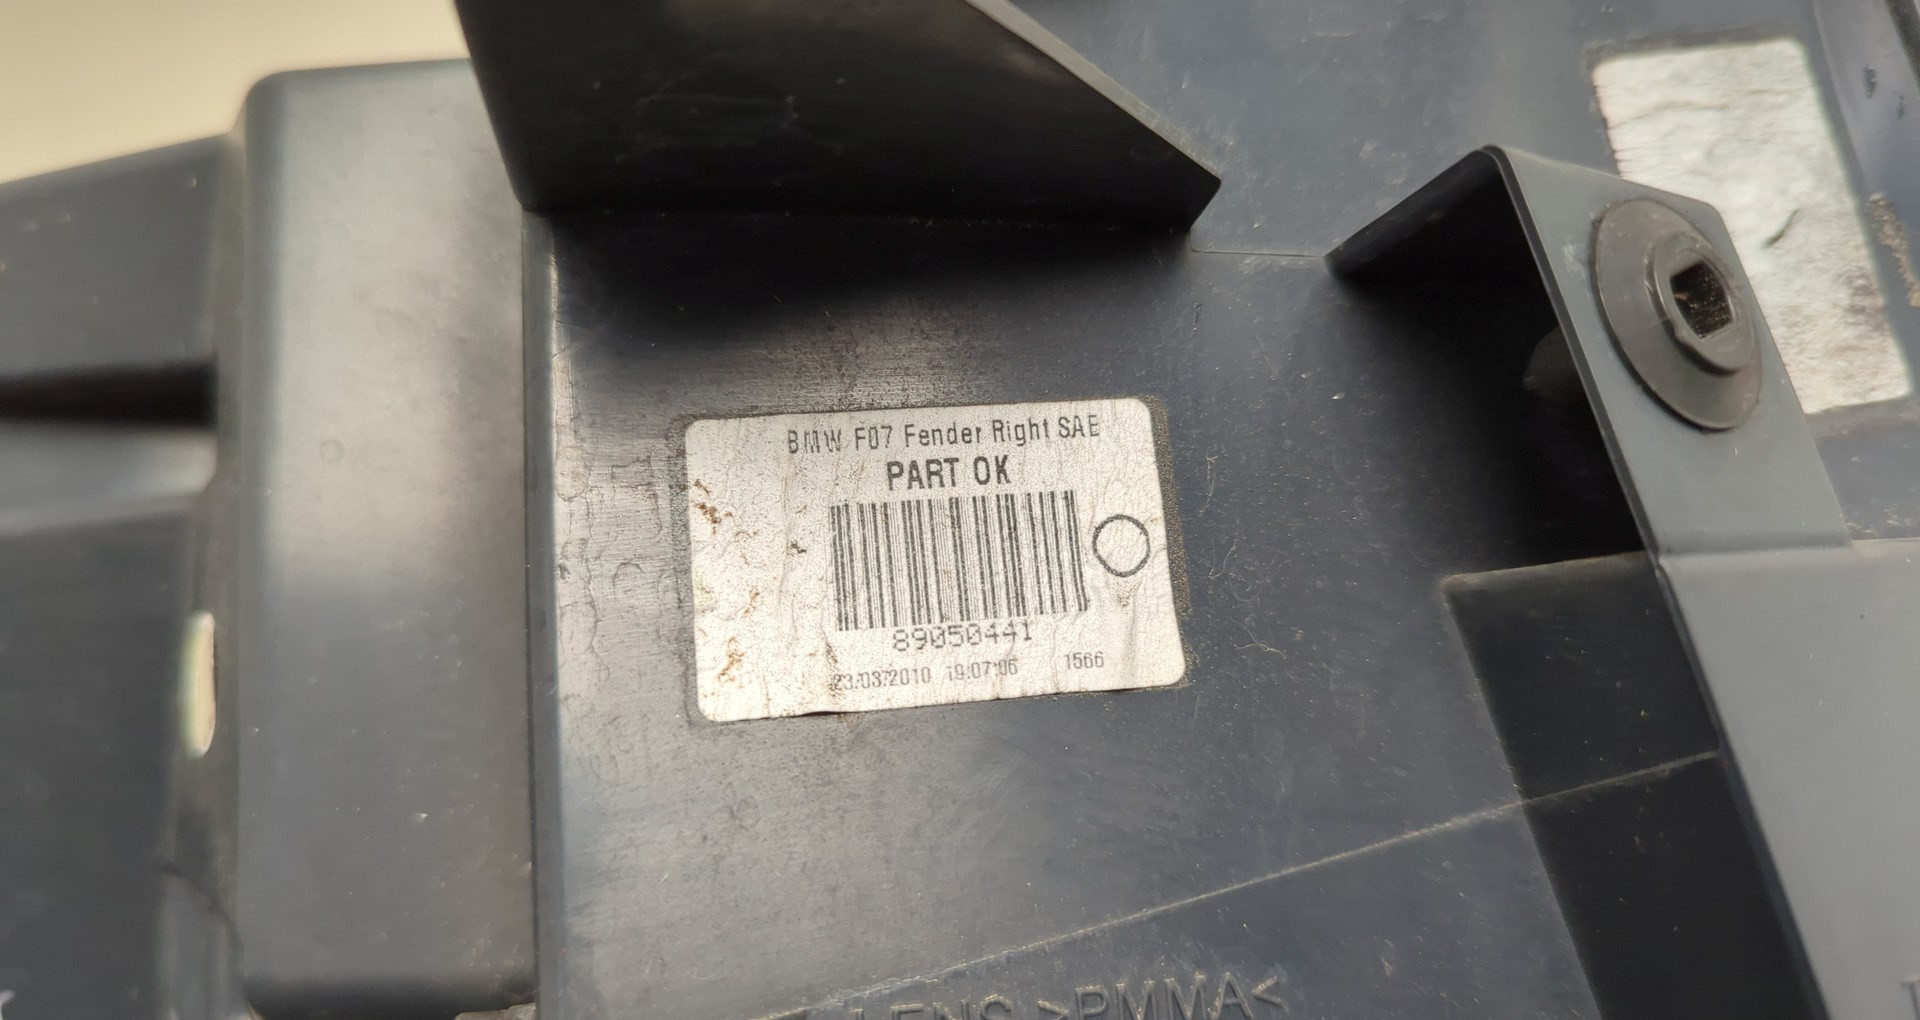 BMW F07 Fender Right SAE
PART OK
89050441
23/03/2010 19:07:06 1566
LENS >PMMA<